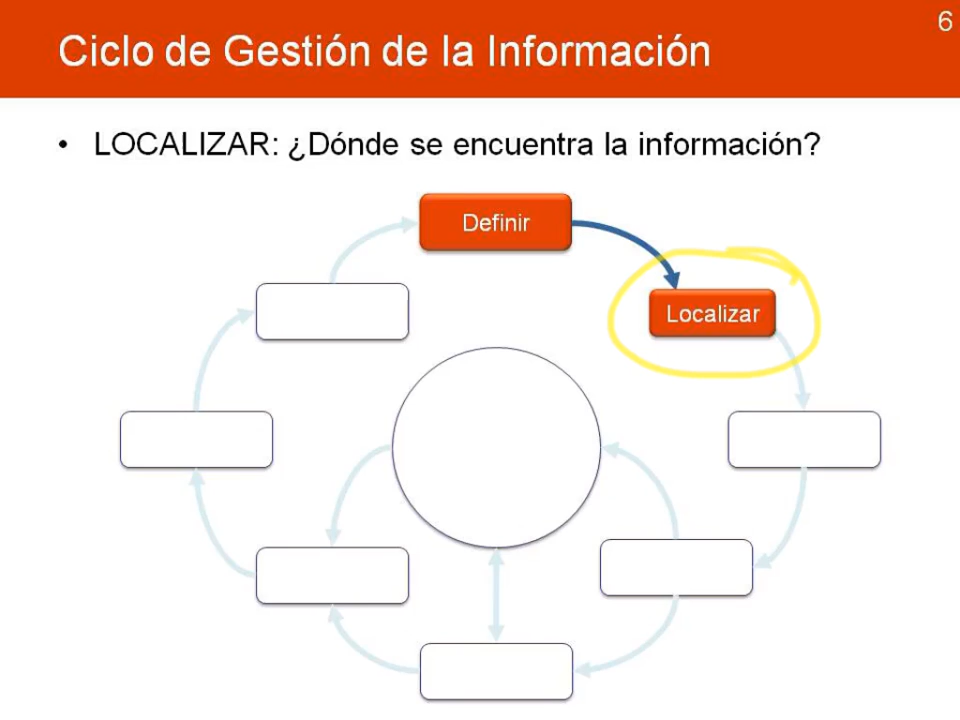 6
Ciclo de Gestión de la Información
• LOCALIZAR: ¿Dónde se encuentra la información?
Definir
Localizar